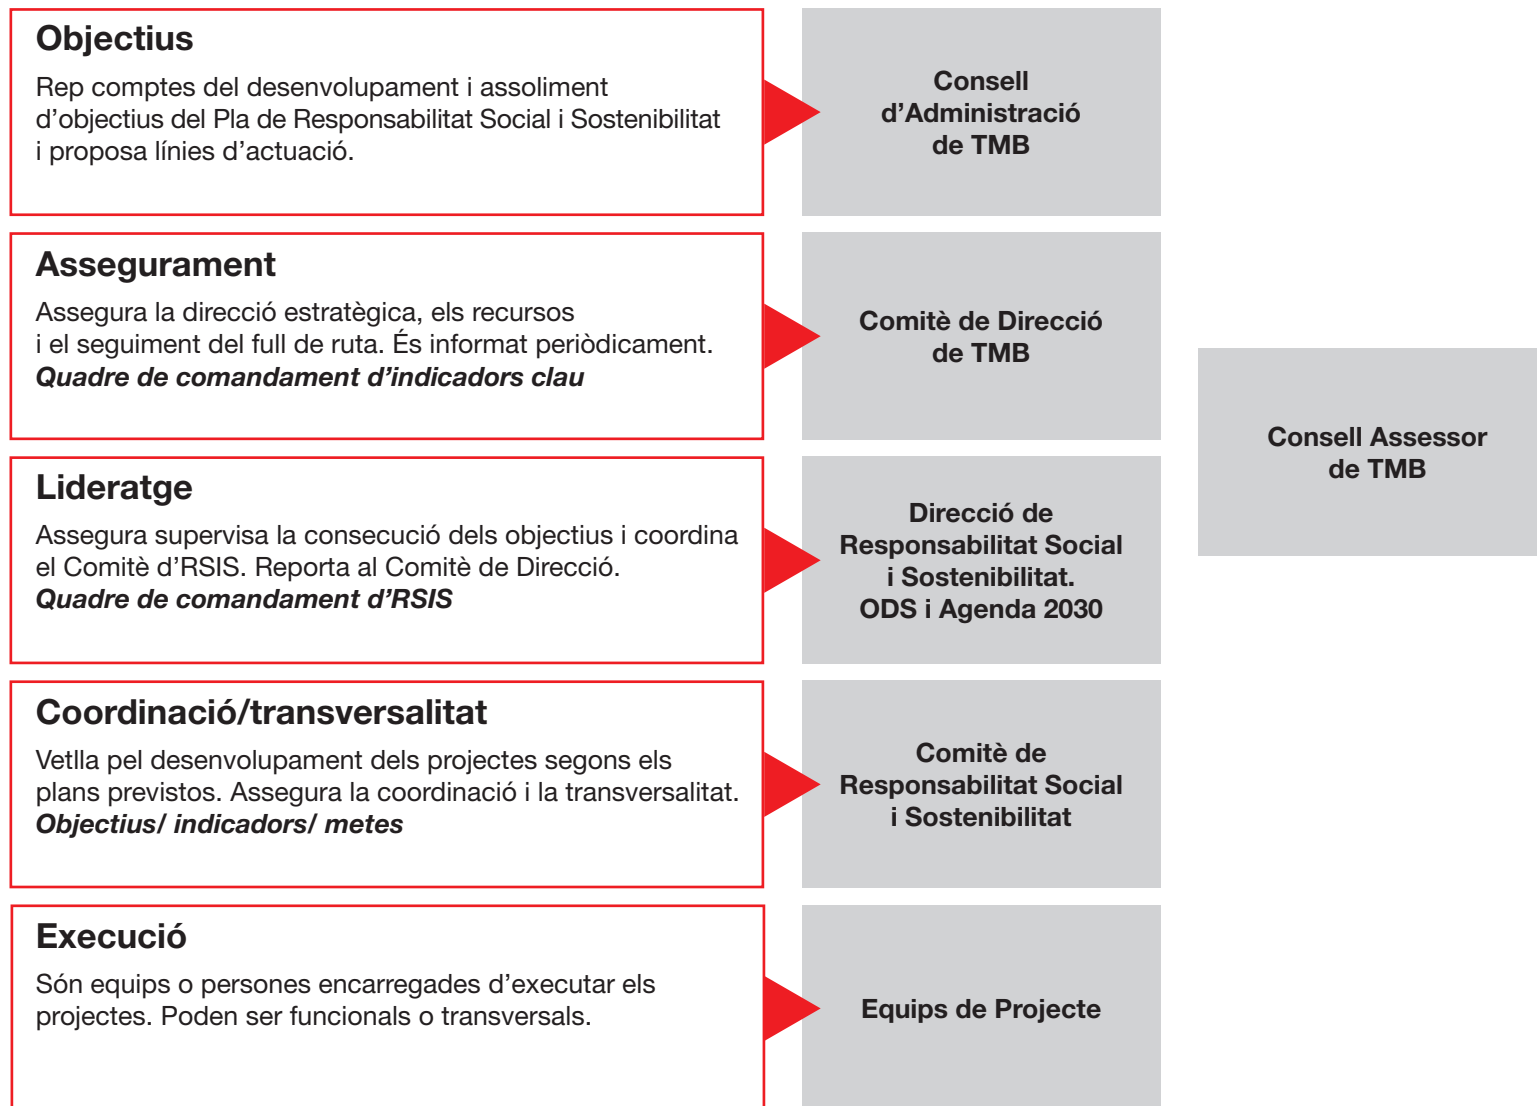 Objectius
Rep comptes del desenvolupament i assoliment
d’objectius del Pla de Responsabilitat Social i Sostenibilitat
i proposa línies d’actuació.
Consell
d’Administració
de TMB
Assegurament
Assegura la direcció estratègica, els recursos
i el seguiment del full de ruta. És informat periòdicament.
Quadre de comandament d’indicadors clau
Comitè de Direcció
de TMB
Lideratge
Assegura supervisa la consecució dels objectius i coordina
el Comitè d’RSIS. Reporta al Comitè de Direcció.
Quadre de comandament d’RSIS
Direcció de
Responsabilitat Social
i Sostenibilitat.
ODS i Agenda 2030
Coordinació/transversalitat
Vetlla pel desenvolupament dels projectes segons els
plans previstos. Assegura la coordinació i la transversalitat.
Objectius/ indicadors/ metes
Comitè de
Responsabilitat Social
i Sostenibilitat
Execució
Són equips o persones encarregades d’executar els
projectes. Poden ser funcionals o transversals.
Equips de Projecte
Consell Assessor
de TMB